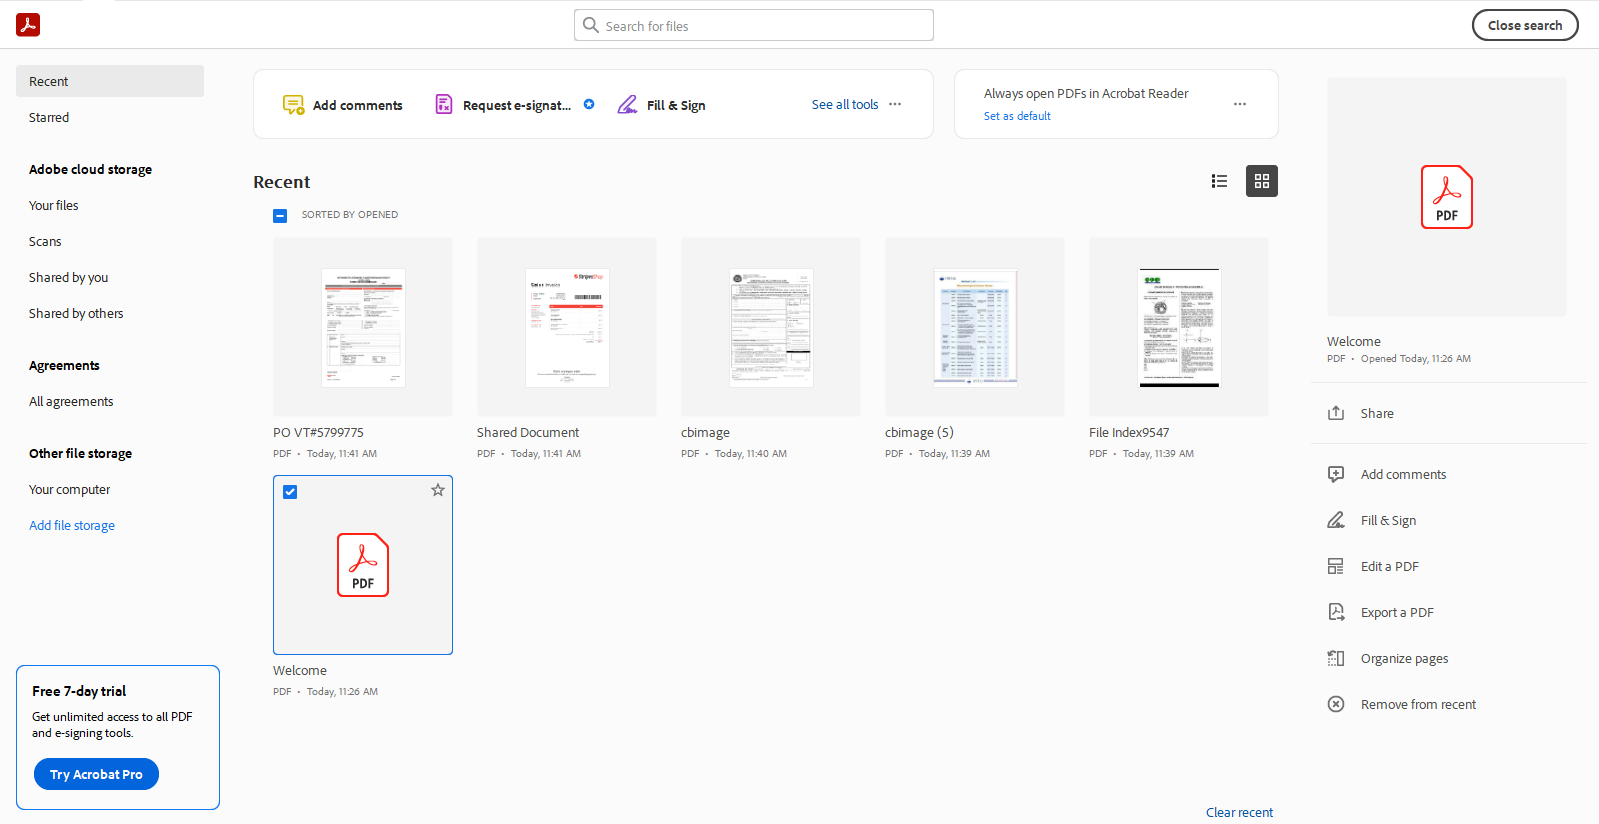 Search for files
Close search
Recent
Starred
Adobe cloud storage
Your files
Scans
Shared by you
Shared by others
Agreements
All agreements
Other file storage
Your computer
Add file storage
Free 7-day trial
Get unlimited access to all PDF
and e-signing tools.
Try Acrobat Pro
Add comments
Request e-signat...
Fill & Sign
See all tools
Always open PDFs in Acrobat Reader
Set as default
Recent
SORTED BY OPENED
PO VT#5799775
PDF • Today, 11:41 AM
Shared Document
PDF • Today, 11:41 AM
cbimage
PDF • Today, 11:40 AM
cbimage (5)
PDF • Today, 11:39 AM
File Index9547
PDF • Today, 11:39 AM
PDF
Welcome
PDF • Today, 11:26 AM
Clear recent
PDF
Welcome
PDF • Opened Today, 11:26 AM
Share
Add comments
Fill & Sign
Edit a PDF
Export a PDF
Organize pages
Remove from recent